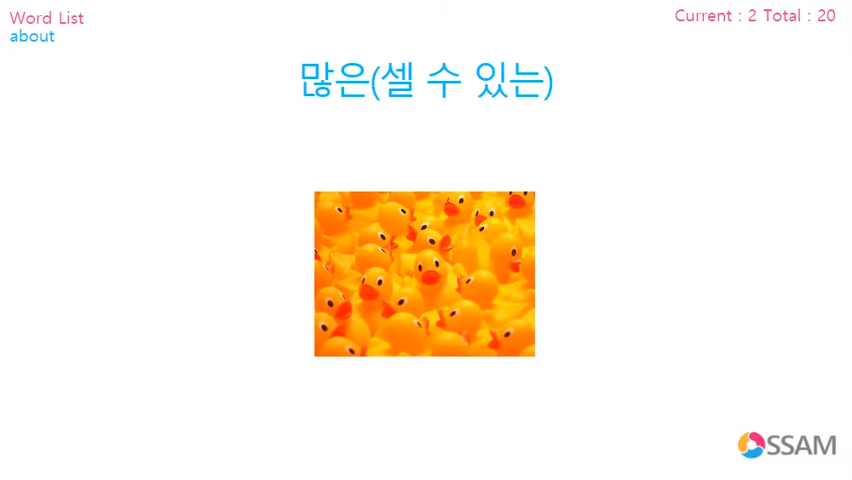 Word List
about
Current : 2 Total : 20
많은(셀 수 있는)
SSAM